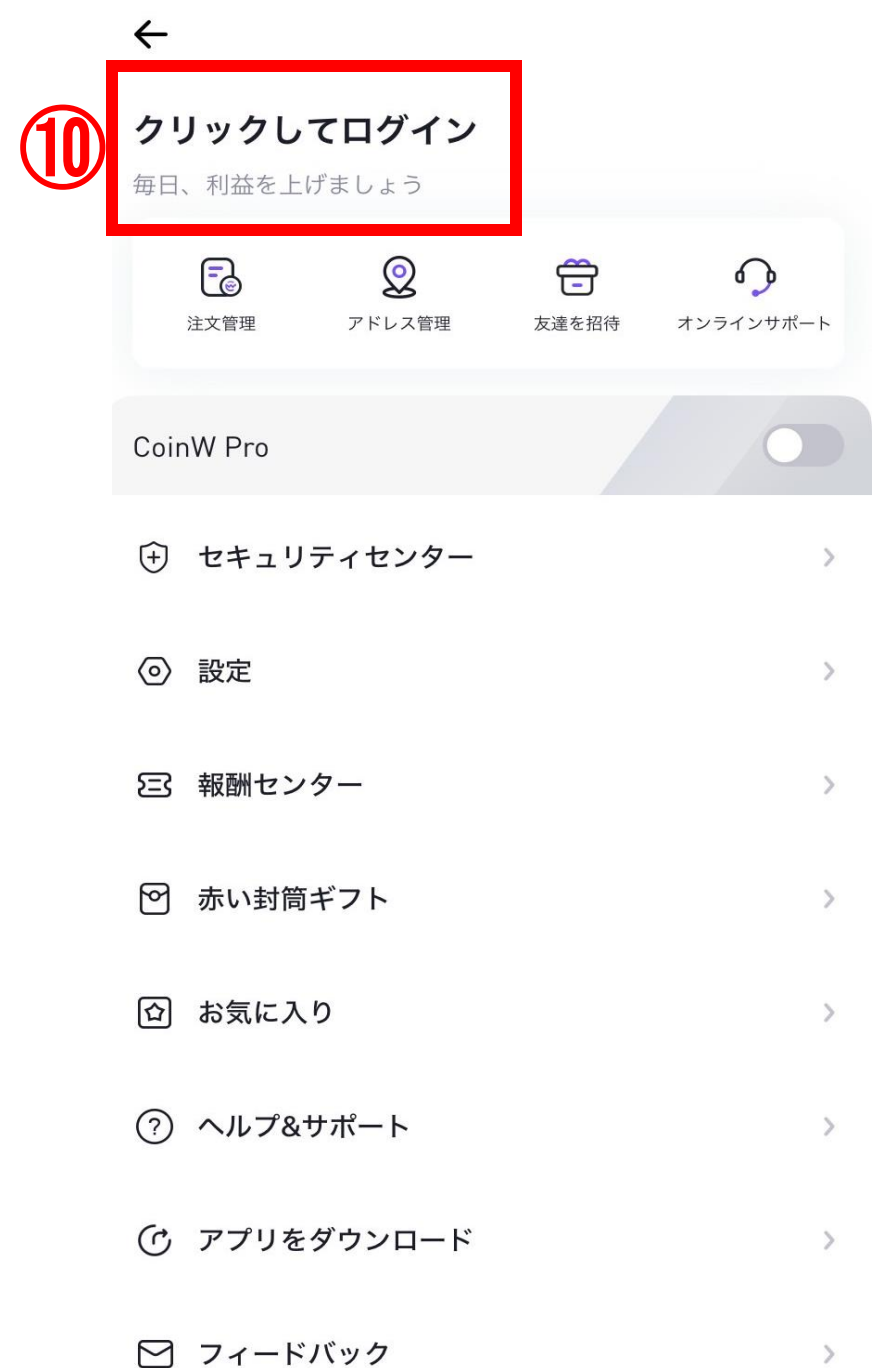 ⑩
クリックしてログイン
毎日、利益を上げましょう
注文管理
アドレス管理
友達を招待
オンラインサポート
CoinW Pro
セキュリティセンター
設定
報酬センター
赤い封筒ギフト
お気に入り
ヘルプ&サポート
アプリをダウンロード
フィードバック